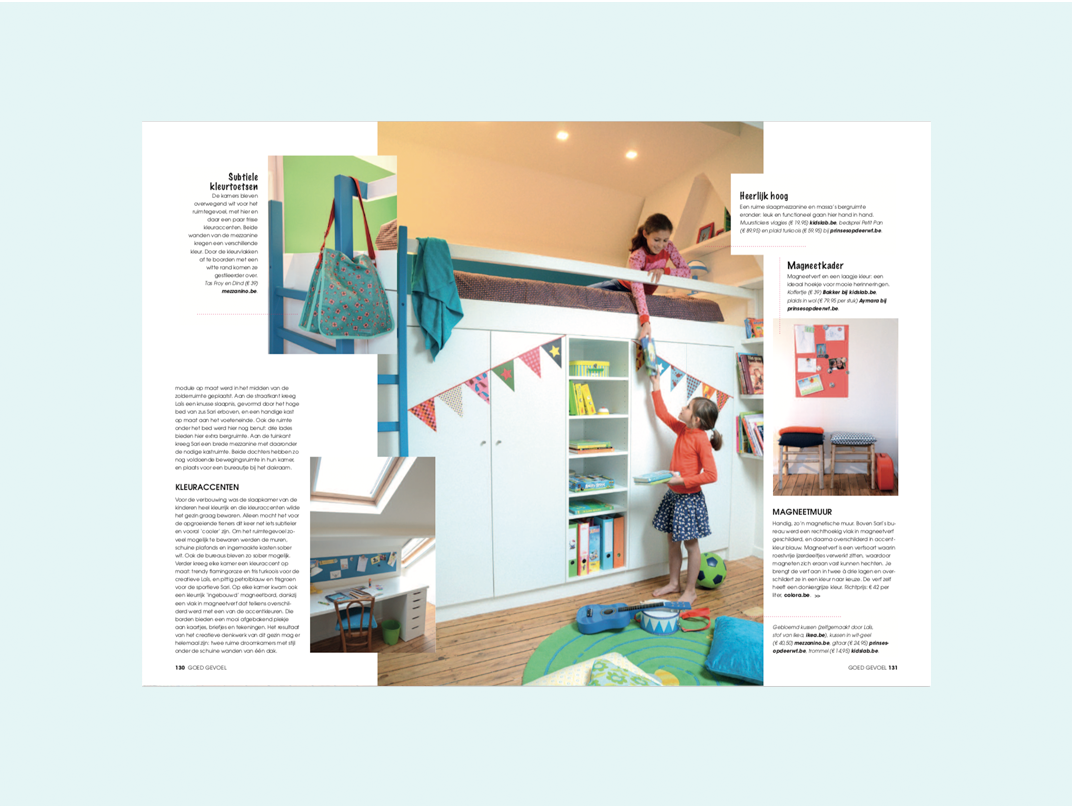 Subtiele
kleurtoetsen
De kamers bleven
overwegend wit voor het
ruimtegevoel, met hier en
daar een paar frisse
kleuraccenten. Beide
wanden van de mezzanine
kregen een verschillende
kleur. Door de kleurvlakken
af te boorden met een
witte rand komen ze
gestileerder over.
Tas Froy en Dind (€ 39)
mezzanino.be.
module op maat werd in het midden van de
zolderruimte geplaatst. Aan de straatkant kreeg
Laïs een knusse slaapnis, gevormd door het hoge
bed van zus Sari erboven, en een handige kast
op maat aan het voeteneinde. Ook de ruimte
onder het bed werd hier nog benut: drie lades
bieden hier extra bergruimte. Aan de tuinkant
kreeg Sari een brede mezzanine met daaronder
de nodige kastruimte. Beide dochters hebben zo
nog voldoende bewegingsruimte in hun kamer,
en plaats voor een bureautje bij het dakraam.
KLEURACCENTEN
Voor de verbouwing was de slaapkamer van de
kinderen heel kleurrijk en die kleuraccenten wilde
het gezin graag bewaren. Alleen mocht het voor
de opgroeiende tieners dit keer net iets subtieler
en vooral 'cooler' zijn. Om het ruimtegevoel zo-
veel mogelijk te bewaren werden de muren,
schuine plafonds en ingemaakte kasten sober
wit. Ook de bureaus bleven zo sober mogelijk.
Verder kreeg elke kamer een kleuraccent op
maat: trendy flamingoroze en fris turkoois voor de
creatieve Laïs, en pittig petrolblauw en frisgroen
voor de sportieve Sari. Op elke kamer kwam ook
een kleurrijk 'ingebouwd' magneetbord, dankzij
een vlak in magneetverf dat telkens overschil-
derd werd met een van de accentkleuren. Die
borden bieden een mooi afgebakend plekje
aan kaartjes, briefjes en tekeningen. Het resultaat
van het creatieve denkwerk van dit gezin mag er
helemaal zijn: twee ruime droomkamers met stijl
onder de schuine wanden van één dak.
130 GOED GEVOEL
Heerlijk hoog
Een ruime slaapmezzanine en massa's bergruimte
eronder: leuk en functioneel gaan hier hand in hand.
Muurstickers vlagjes (€ 19,95) kidslab.be, bedsprei Petit Pan
(€ 89,95) en plaid turkoois (€ 59,95) bij prinsesopdeerwt.be.
Magneetkader
Magneetverf en een laagje kleur: een
ideaal hoekje voor mooie herinneringen.
Koffertje (€ 39) Bakker bij kidslab.be,
plaids in wol (€ 79,95 per stuk) Aymara bij
prinsesopdeerwt.be.
MAGNEETMUUR
Handig, zo'n magnetische muur. Boven Sari's bu-
reau werd een rechthoekig vlak in magneetverf
geschilderd, en daarna overschilderd in accent-
kleur blauw. Magneetverf is een verfsoort waarin
roestvrije ijzerdeeltjes verwerkt zitten, waardoor
magneten zich eraan vast kunnen hechten. Je
brengt de verf aan in twee à drie lagen en over-
schildert ze in een kleur naar keuze. De verf zelf
heeft een donkergrijze kleur. Richtprijs: € 42 per
liter, colora.be. >>
Gebloemd kussen (zelfgemaakt door Laïs,
stof van Ikea, ikea.be), kussen in wit-geel
(€ 40,50) mezzanino.be, gitaar (€ 24,95) prinses-
opdeerwt.be, trommel (€ 14,95) kidslab.be.
GOED GEVOEL 131